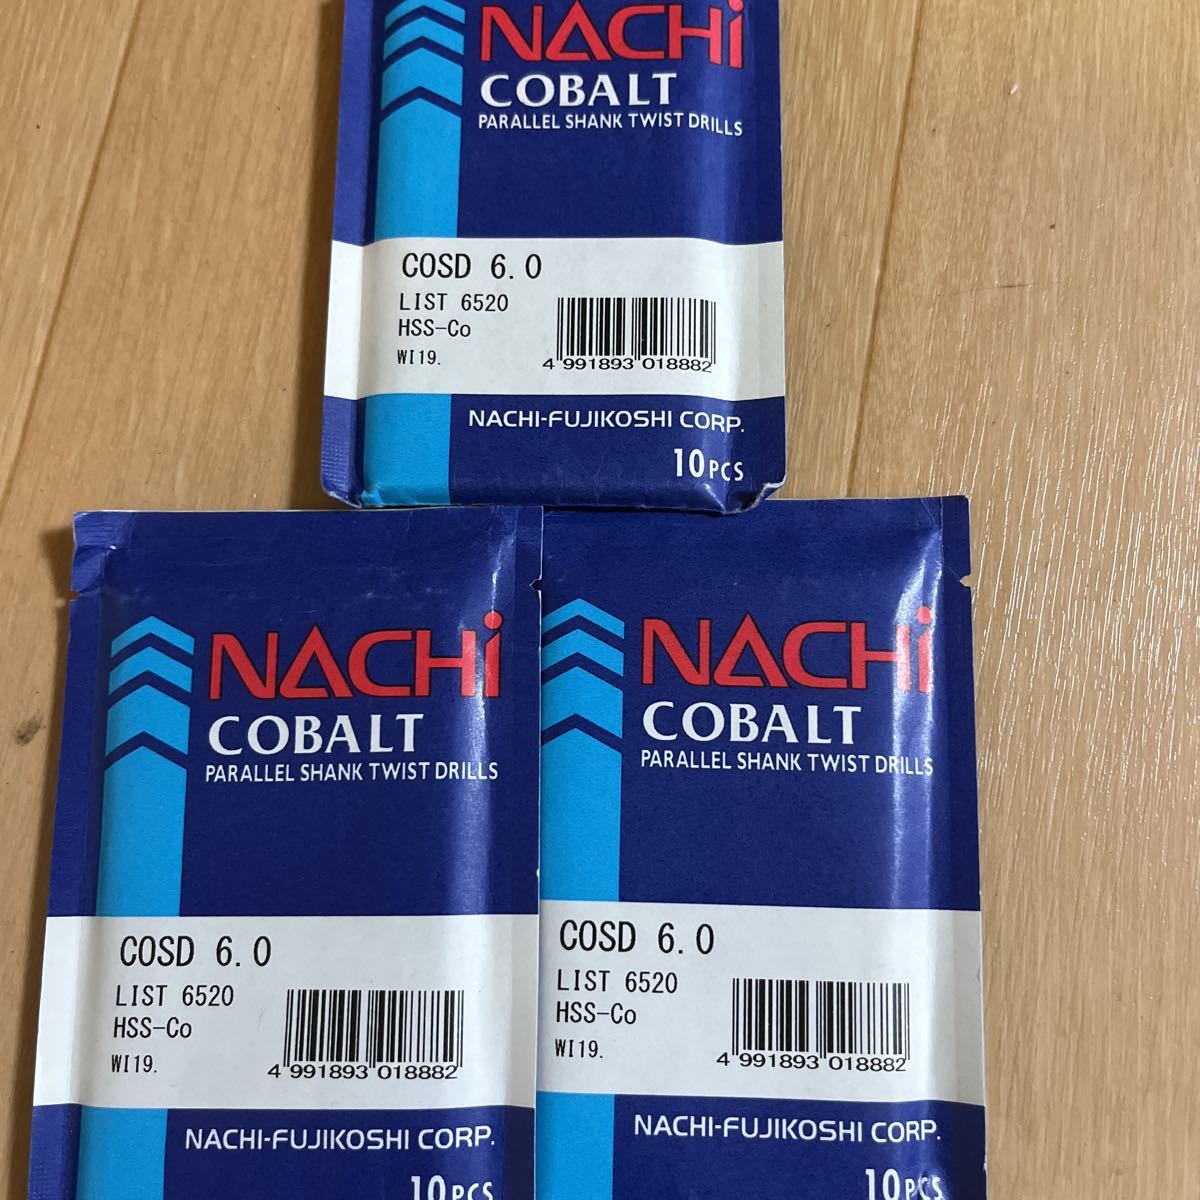 NACHi
COBALT
PARALLEL SHANK TWIST DRILLS
COSD 6.0
LIST 6520
HSS-Co
WI19.
4 991893 018882
NACHI-FUJIKOSHI CORP.
10PCS
NACHi
COBALT
PARALLEL SHANK TWIST DRILLS
COSD 6.0
LIST 6520
HSS-Co
WI19.
4 991893 018882
NACHI-FUJIKOSHI CORP.
10PCS
NACHi
COBALT
PARALLEL SHANK TWIST DRILLS
COSD 6.0
LIST 6520
HSS-Co
WI19.
4 991893 018882
NACHI-FUJIKOSHI CORP.
10PCS